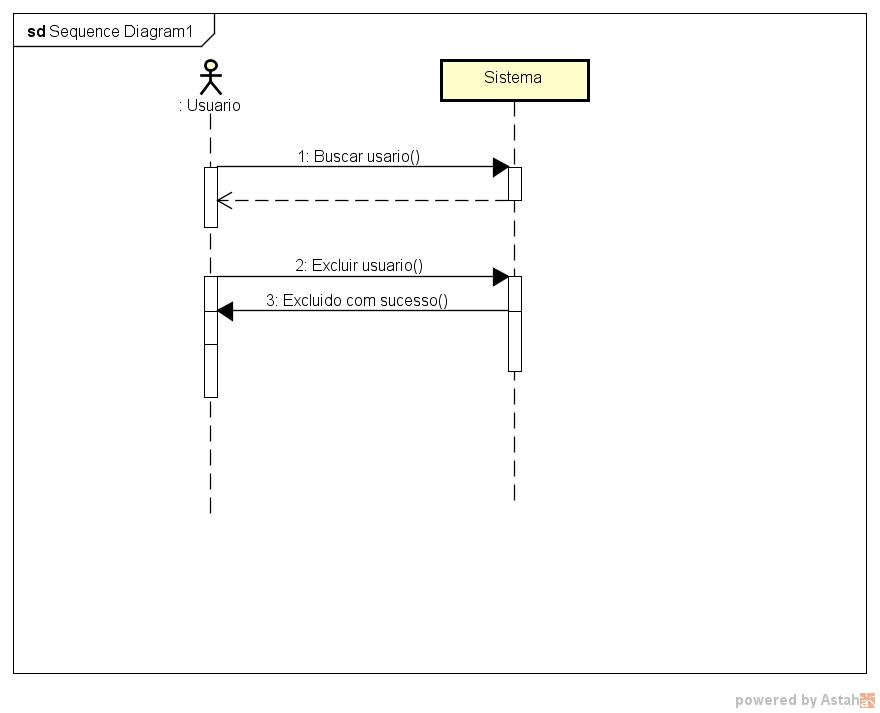 sd Sequence Diagram1
: Usuario
Sistema
1: Buscar usario()
2: Excluir usuario()
3: Excluido com sucesso()
powered by Astah